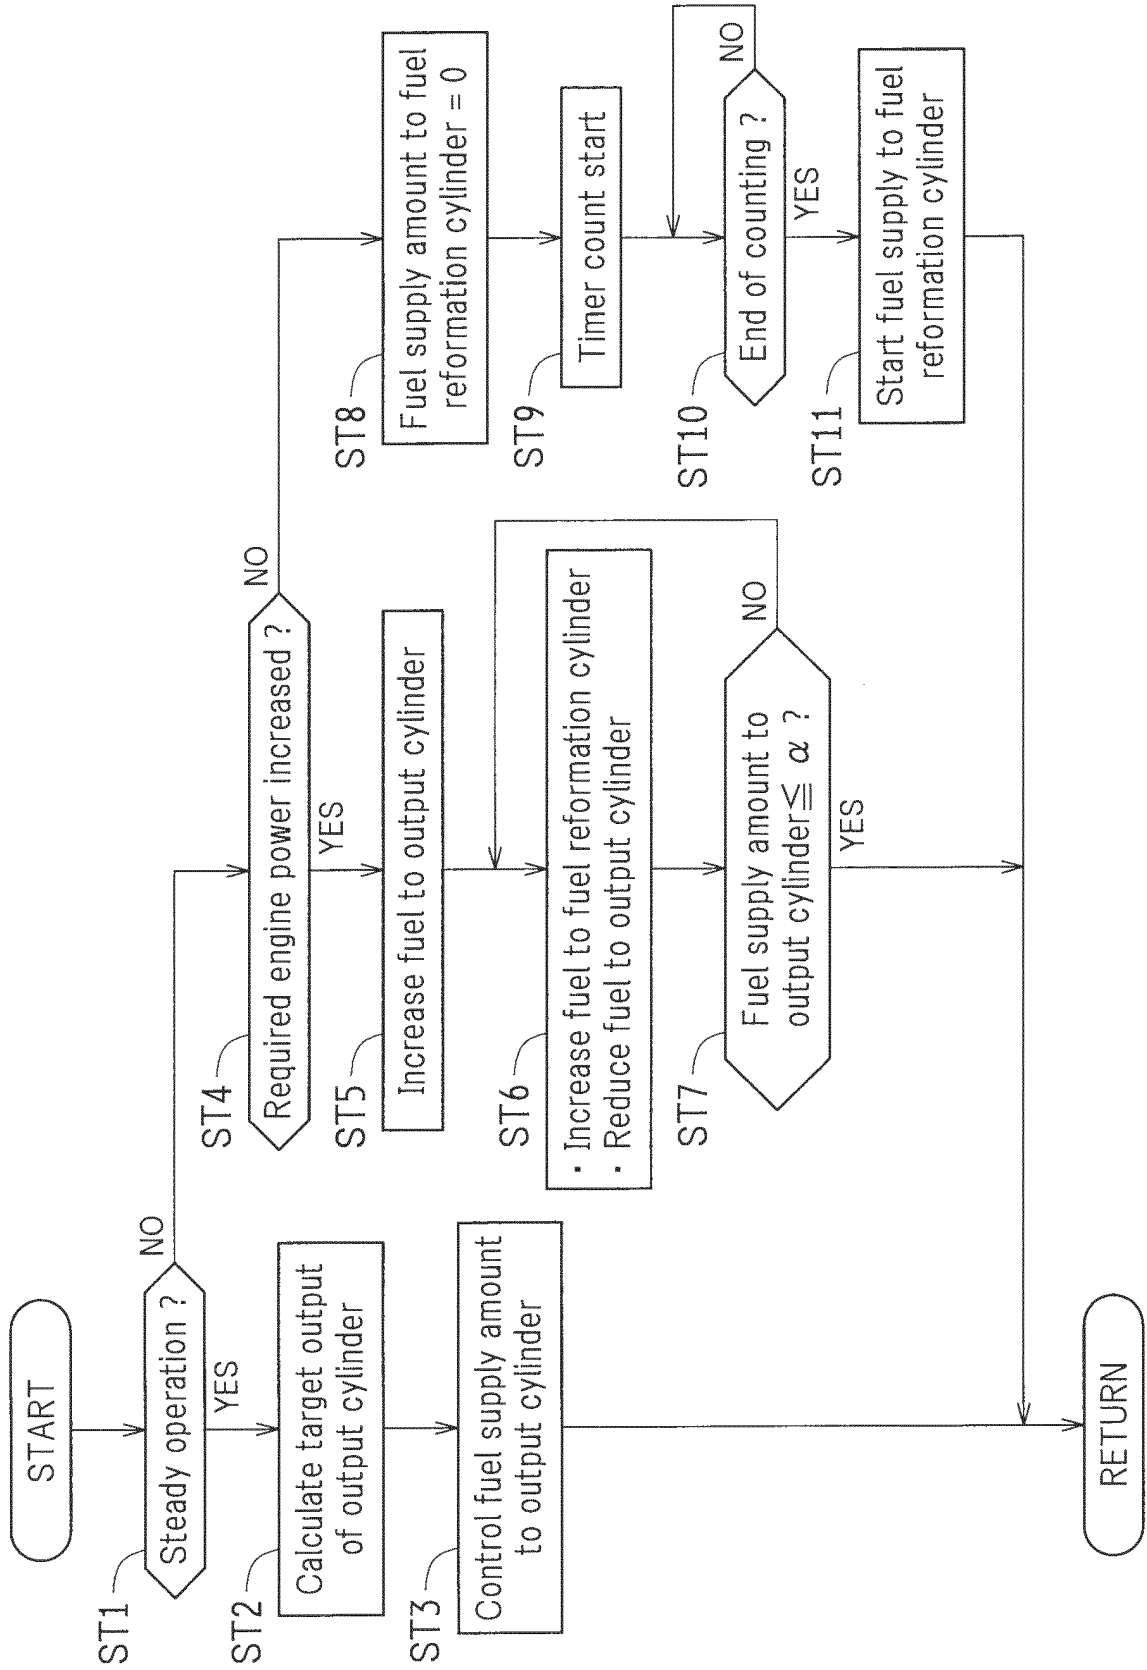 START
ST1
Steady operation ?
NO
YES
ST2
Calculate target output
of output cylinder
ST3
Control fuel supply amount
to output cylinder
ST4
Required engine power increased ?
NO
YES
ST5
Increase fuel to output cylinder
ST6
· Increase fuel to fuel reformation cylinder
· Reduce fuel to output cylinder
ST7
Fuel supply amount to
output cylinder ≦ α ?
NO
YES
ST8
Fuel supply amount to fuel
reformation cylinder = 0
ST9
Timer count start
ST10
End of counting ?
NO
YES
ST11
Start fuel supply to fuel
reformation cylinder
RETURN